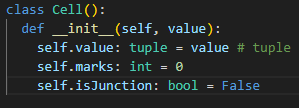 class Cell():
  def __init__(self, value):
    self.value: tuple = value # tuple
    self.marks: int = 0
    self.isJunction: bool = False